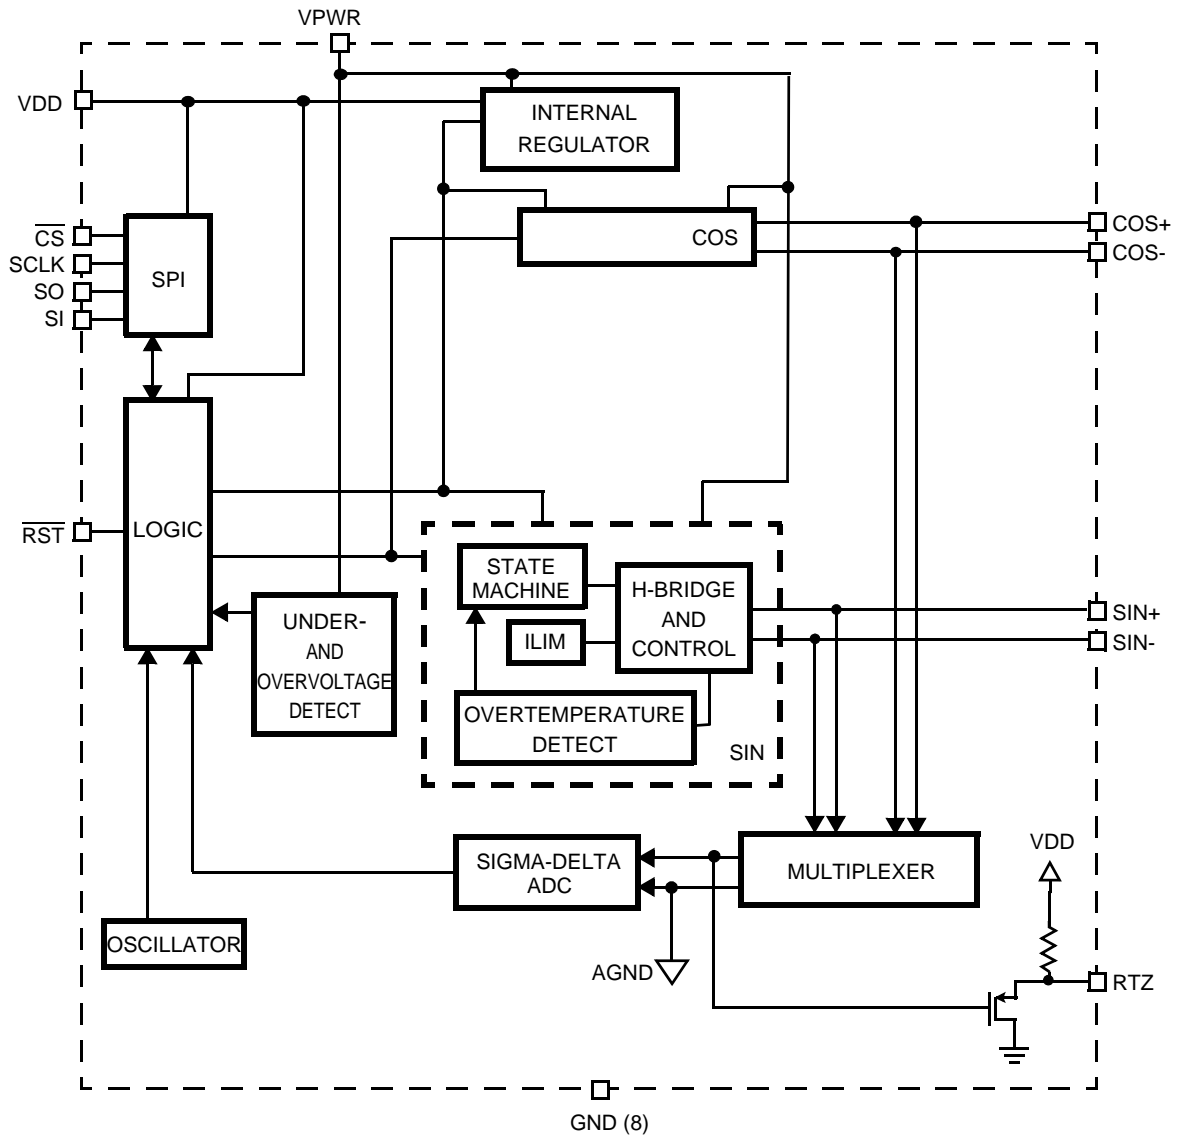 VPWR
VDD
INTERNAL
REGULATOR
CS
SCLK
SO
SI
SPI
COS
COS+
COS-
RST
LOGIC
STATE
MACHINE
H-BRIDGE
AND
CONTROL
ILIM
UNDER-
AND
OVERVOLTAGE
DETECT
OVERTEMPERATURE
DETECT
SIN
SIN+
SIN-
SIGMA-DELTA
ADC
MULTIPLEXER
VDD
OSCILLATOR
AGND
RTZ
GND (8)